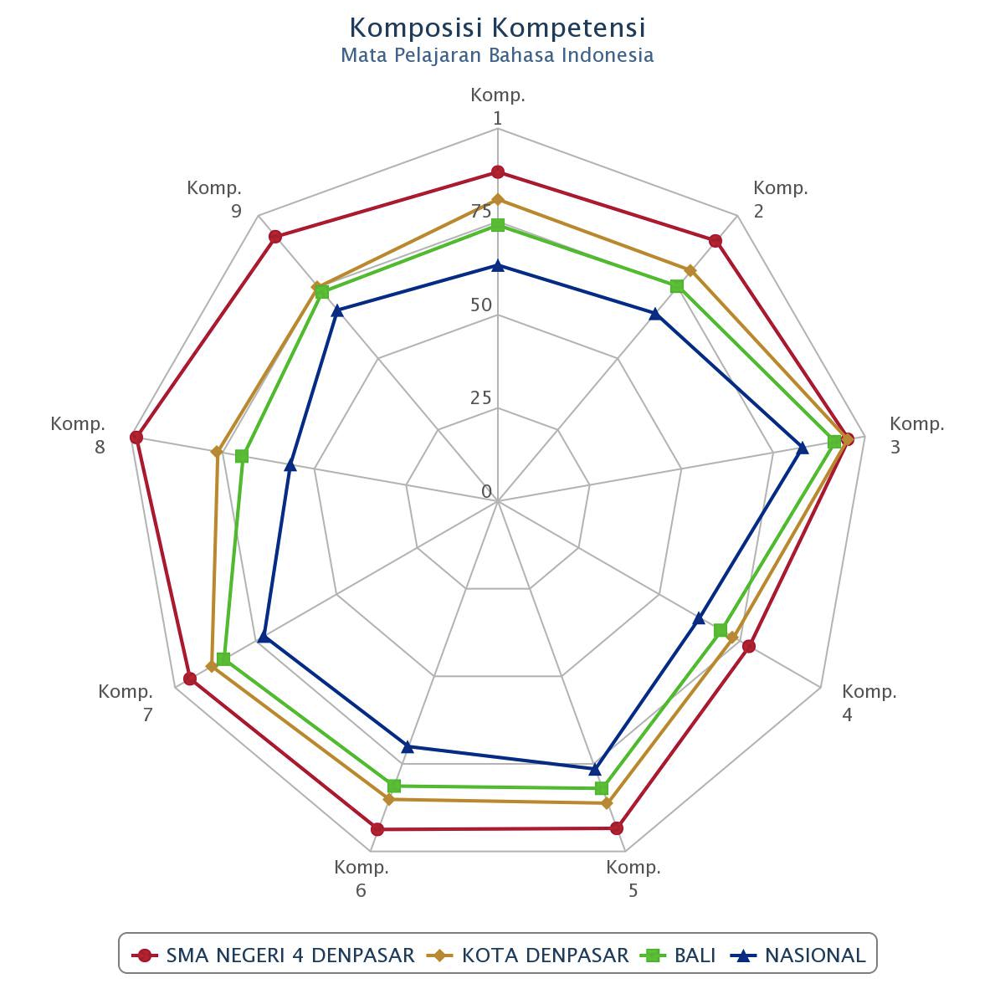 Komposisi Kompetensi
Mata Pelajaran Bahasa Indonesia
Komp.
1
Komp.
2
Komp.
3
Komp.
4
Komp.
5
Komp.
6
Komp.
7
Komp.
8
Komp.
9
75
50
25
0
SMA NEGERI 4 DENPASAR KOTA DENPASAR BALI NASIONAL